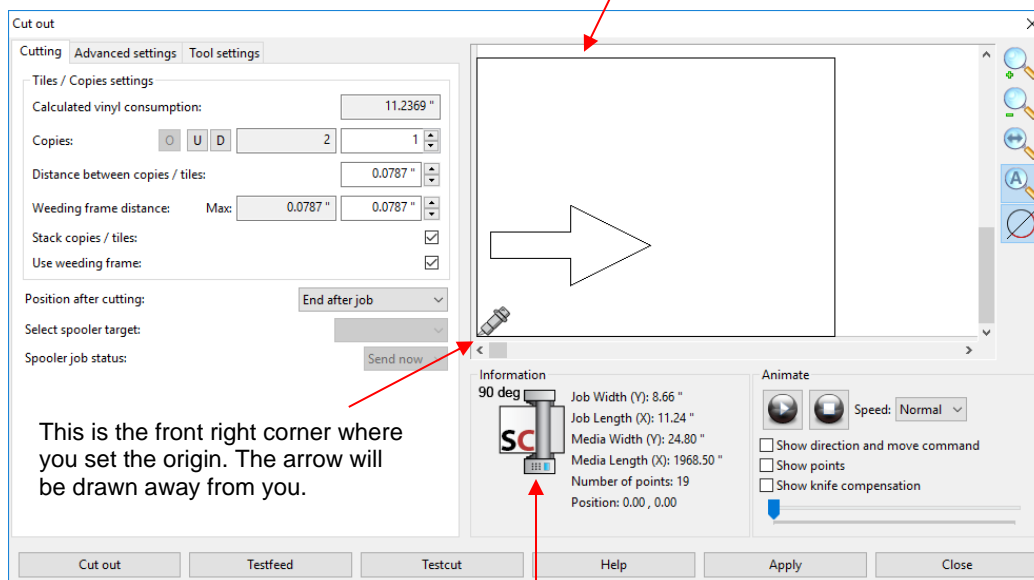 Cut out
Cutting Advanced settings Tool settings
Tiles / Copies settings
Calculated vinyl consumption: 11.2369 "
Copies: O U D 2 1
Distance between copies / tiles: 0.0787 "
Weeding frame distance: Max: 0.0787 " 0.0787 "
Stack copies / tiles:
Use weeding frame:
Position after cutting: End after job
Select spooler target:
Spooler job status: Send now
This is the front right corner where
you set the origin. The arrow will
be drawn away from you.
Information
90 deg
SC
Job Width (Y): 8.66 "
Job Length (X): 11.24 "
Media Width (Y): 24.80 "
Media Length (X): 1968.50 "
Number of points: 19
Position: 0.00 , 0.00
Animate
Speed: Normal
Show direction and move command
Show points
Show knife compensation
A
Cut out Testfeed Testcut Help Apply Close